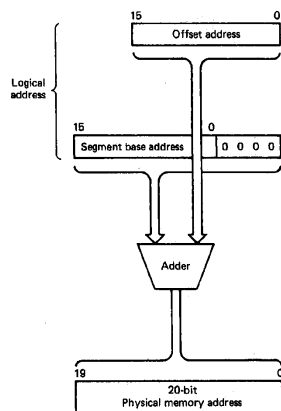 15 0
Offset address
Logical
address
15 0
Segment base address 0 0 0 0
Adder
19 0
20-bit
Physical memory address